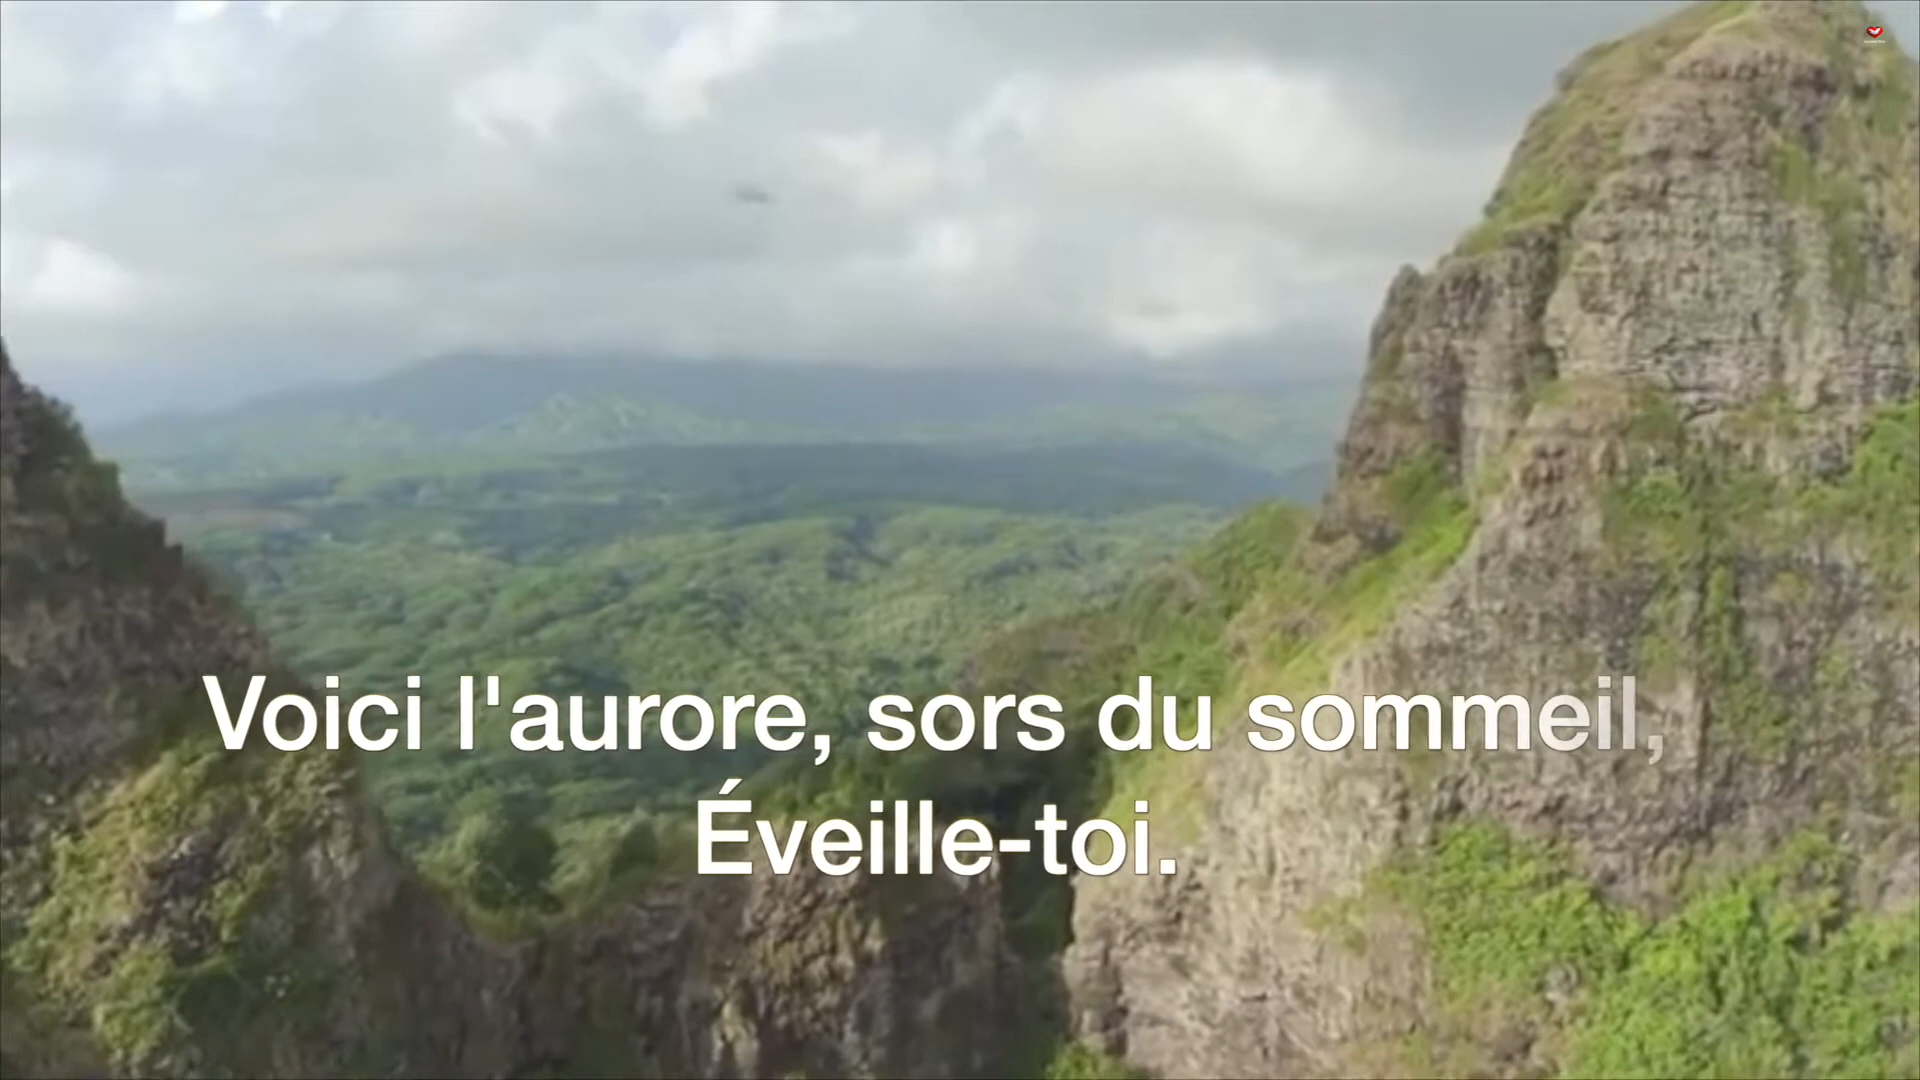 Voici l'aurore, sors du sommeil,
Éveille-toi.